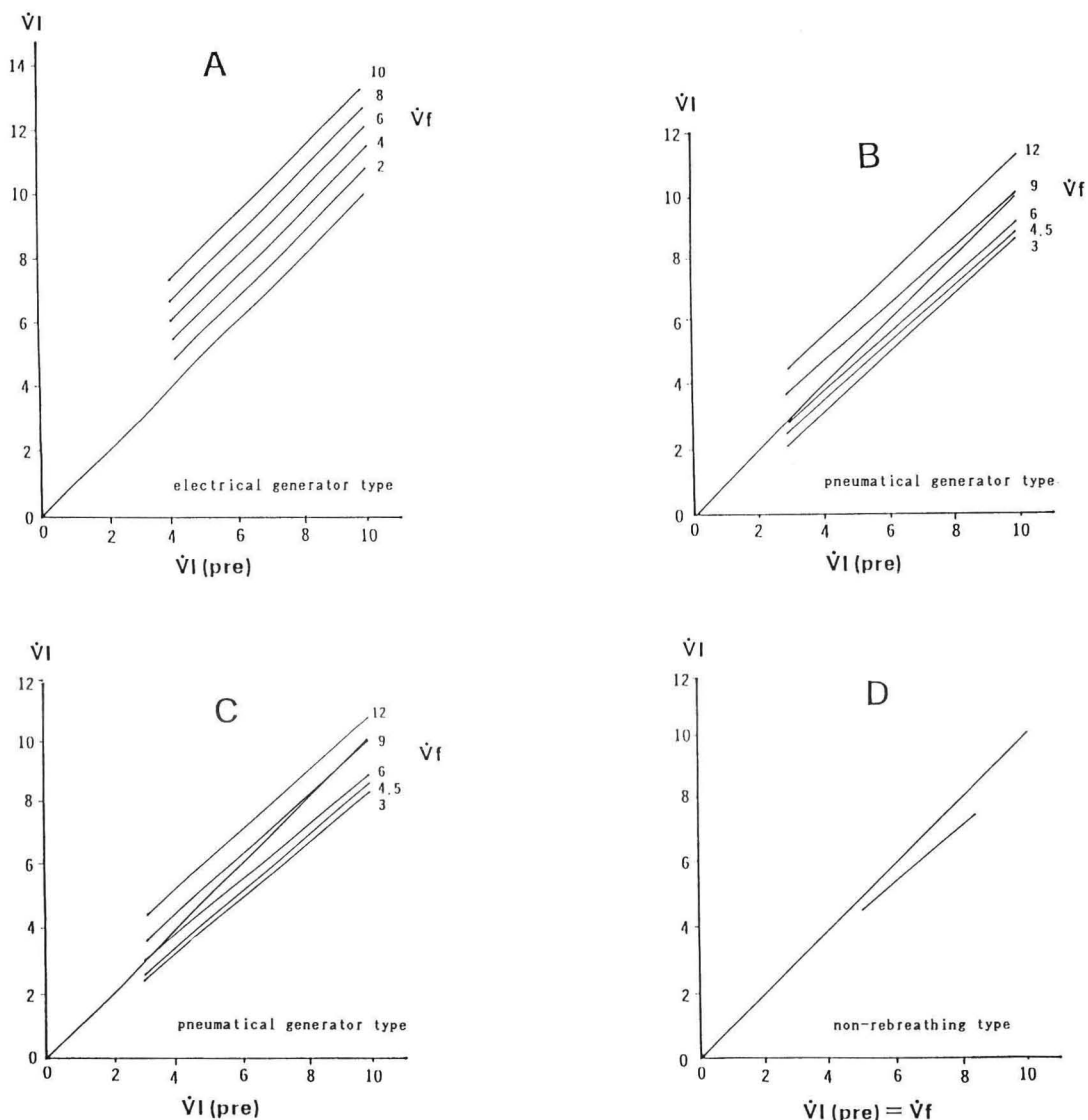 V̇I
A
14
12
10
8
6
4
2
0
10
8
6
4
2
V̇f
electrical generator type
0 2 4 6 8 10
V̇I (pre)
V̇I
B
12
10
8
6
4
2
0
12
9
6
4.5
3
V̇f
pneumatical generator type
0 2 4 6 8 10
V̇I (pre)
V̇I
C
12
10
8
6
4
2
0
12
9
6
4.5
3
V̇f
pneumatical generator type
0 2 4 6 8 10
V̇I (pre)
V̇I
D
12
10
8
6
4
2
0
non-rebreathing type
0 2 4 6 8 10
V̇I (pre) = V̇f